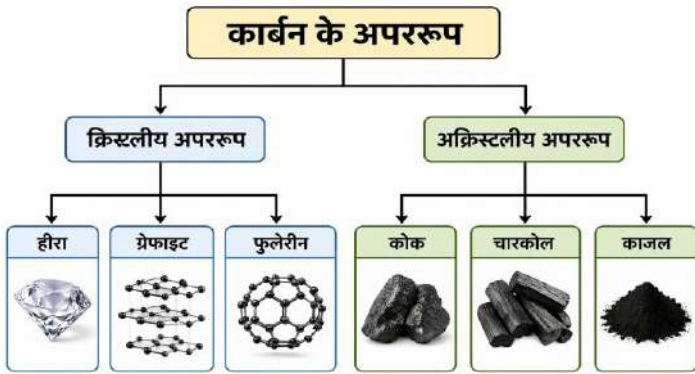 कार्बन के अपररूप
क्रिस्टलीय अपररूप
अक्रिस्टलीय अपररूप
हीरा
ग्रेफाइट
फुलेरीन
कोक
चारकोल
काजल